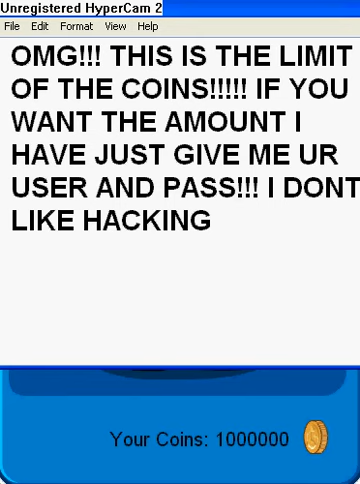 Unregistered HyperCam 2
File Edit Format View Help
OMG!!! THIS IS THE LIMIT
OF THE COINS!!!!! IF YOU
WANT THE AMOUNT I
HAVE JUST GIVE ME UR
USER AND PASS!!! I DONT
LIKE HACKING
Your Coins: 1000000